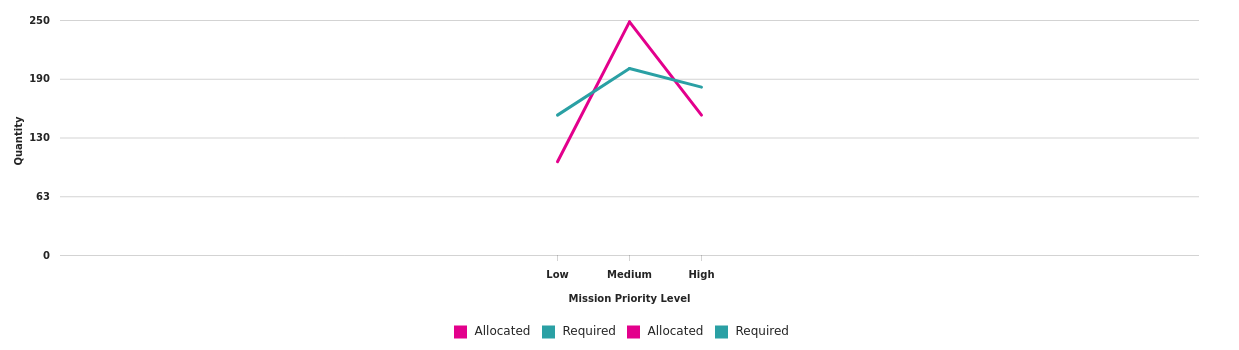 250
190
130
63
0
Quantity
Low Medium High
Mission Priority Level
Allocated Required Allocated Required